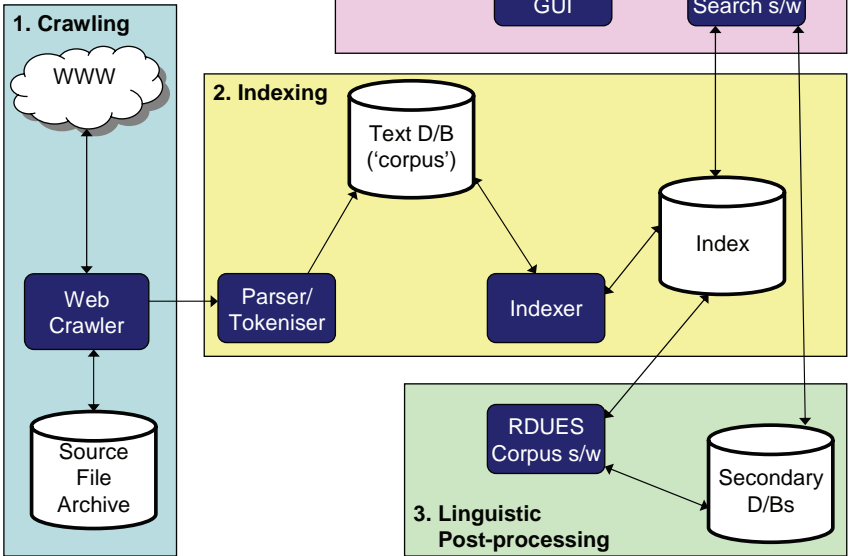 GUI
Search s/w
1. Crawling
WWW
Web
Crawler
Source
File
Archive
2. Indexing
Text D/B
(‘corpus’)
Parser/
Tokeniser
Indexer
Index
RDUES
Corpus s/w
Secondary
D/Bs
3. Linguistic
Post-processing